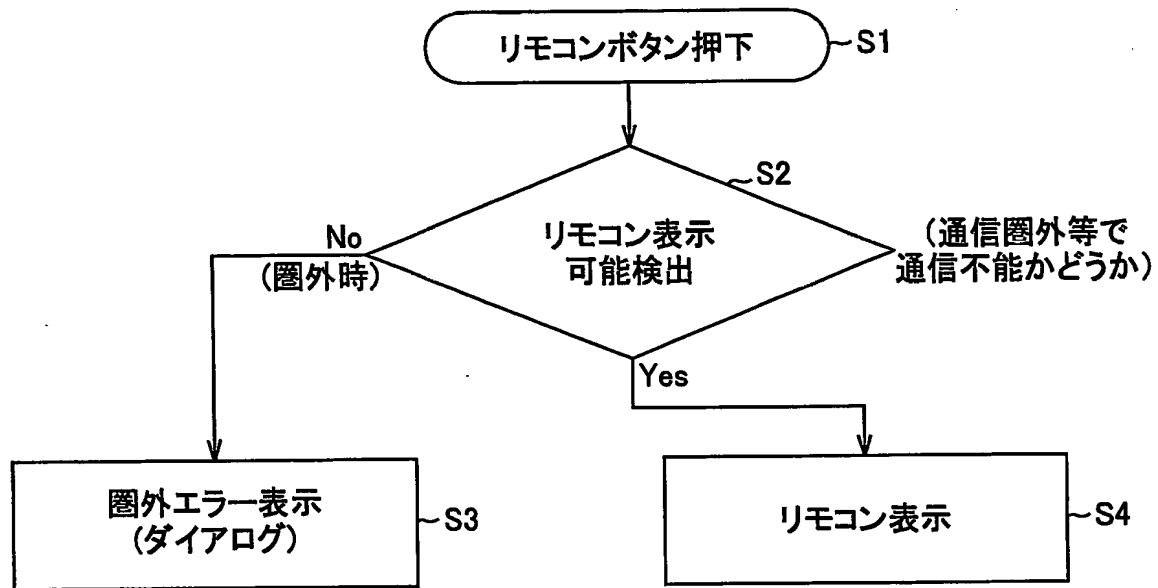 リモコンボタン押下
S1
S2
リモコン表示
可能検出
(通信圏外等で
通信不能かどうか)
No
(圏外時)
Yes
圏外エラー表示
(ダイアログ)
S3
リモコン表示
S4